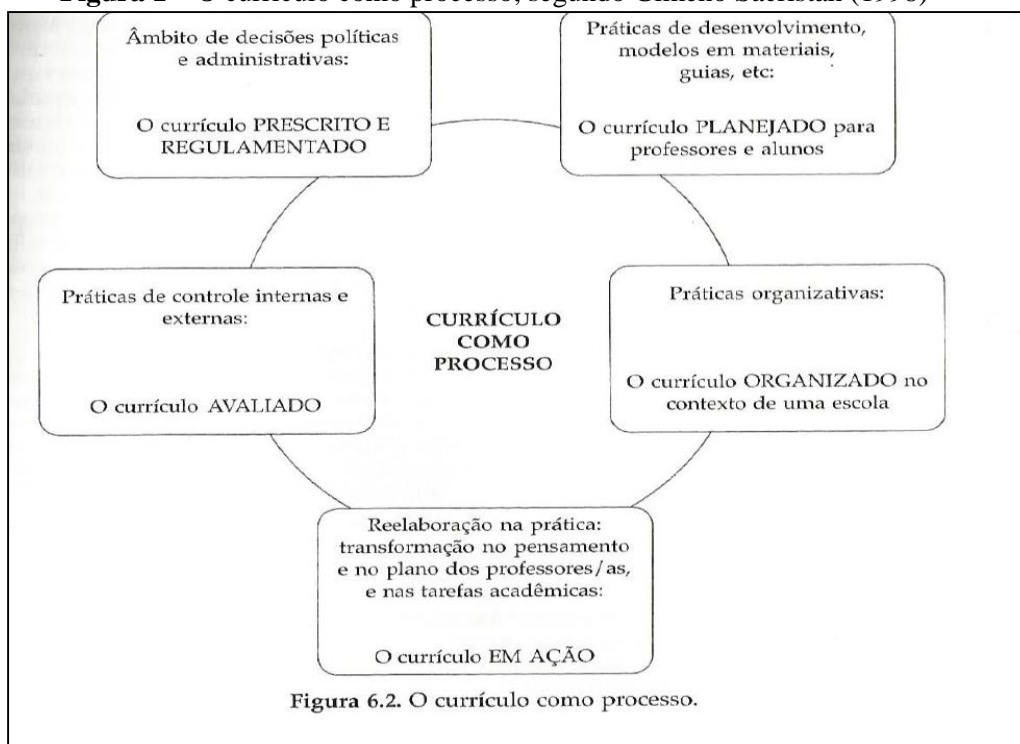 Figura 1 – O currículo como processo, segundo Gimeno Sacristán (1998)
Âmbito de decisões políticas
e administrativas:
O currículo PRESCRITO E
REGULAMENTADO
Práticas de desenvolvimento,
modelos em materiais,
guias, etc:
O currículo PLANEJADO para
professores e alunos
Práticas de controle internas e
externas:
O currículo AVALIADO
CURRÍCULO
COMO
PROCESSO
Práticas organizativas:
O currículo ORGANIZADO no
contexto de uma escola
Reelaboração na prática:
transformação no pensamento
e no plano dos professores/as,
e nas tarefas acadêmicas:
O currículo EM AÇÃO
Figura 6.2. O currículo como processo.